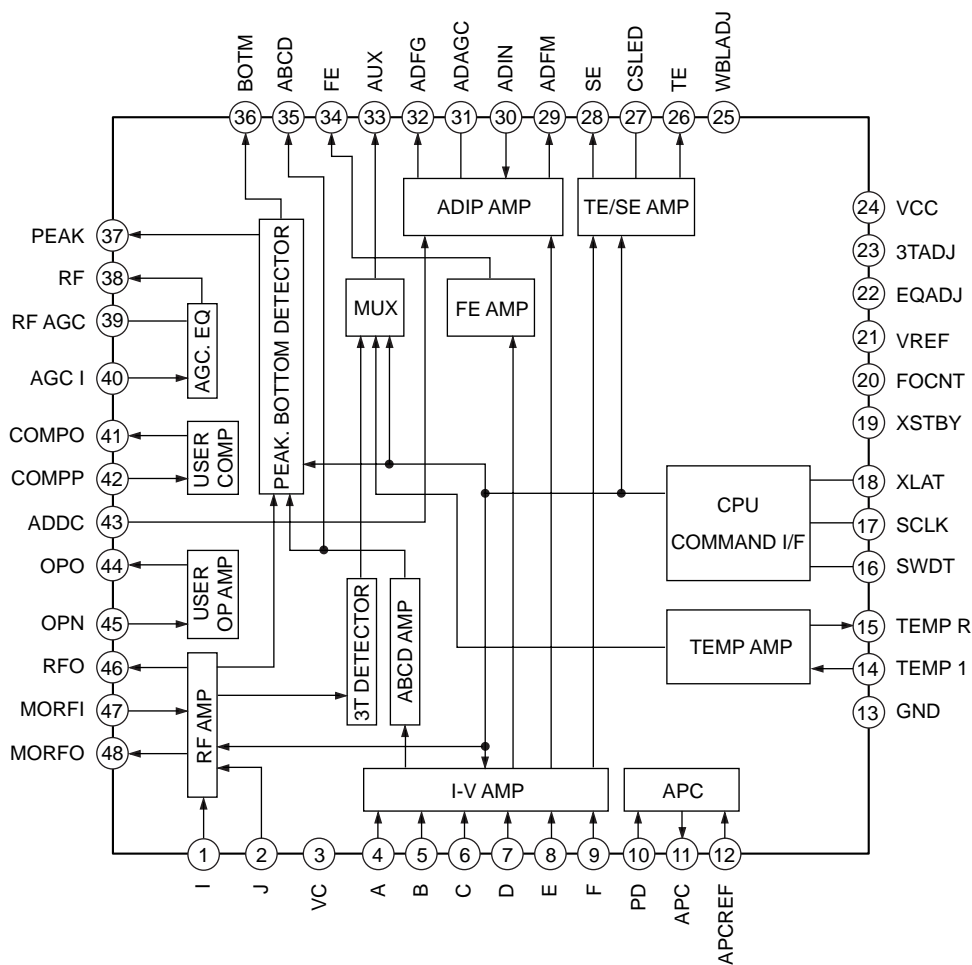 BOTM
ABCD
FE
AUX
ADFG
ADAGC
ADIN
ADFM
SE
CSLED
TE
WBLADJ
36
35
34
33
32
31
30
29
28
27
26
25
ADIP AMP
TE/SE AMP
PEAK
37
RF
38
RF AGC
39
AGC I
40
COMPO
41
COMPP
42
ADDC
43
OPO
44
OPN
45
RFO
46
MORFI
47
MORFO
48
AGC. EQ
USER
COMP
USER
OP AMP
RF AMP
PEAK. BOTTOM DETECTOR
MUX
FE AMP
3T DETECTOR
ABCD AMP
CPU
COMMAND I/F
TEMP AMP
24
VCC
23
3TADJ
22
EQADJ
21
VREF
20
FOCNT
19
XSTBY
18
XLAT
17
SCLK
16
SWDT
15
TEMP R
14
TEMP 1
13
GND
I-V AMP
APC
1
2
3
4
5
6
7
8
9
10
11
12
I
J
VC
A
B
C
D
E
F
PD
APC
APCREF